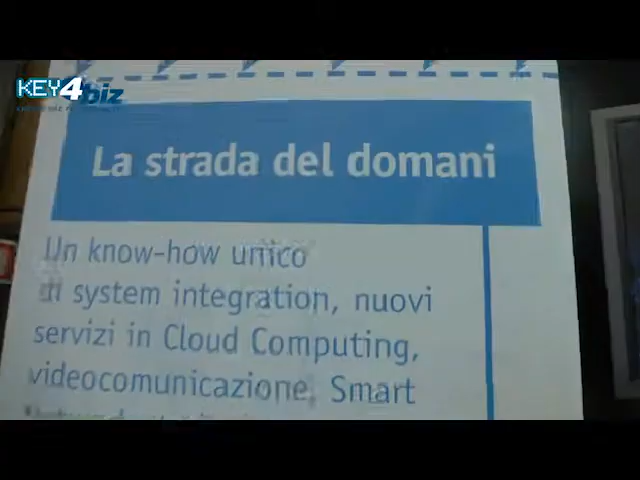 KEY4biz
La strada del domani
Un know-how unico
di system integration, nuovi
servizi in Cloud Computing,
videocomunicazione, Smart